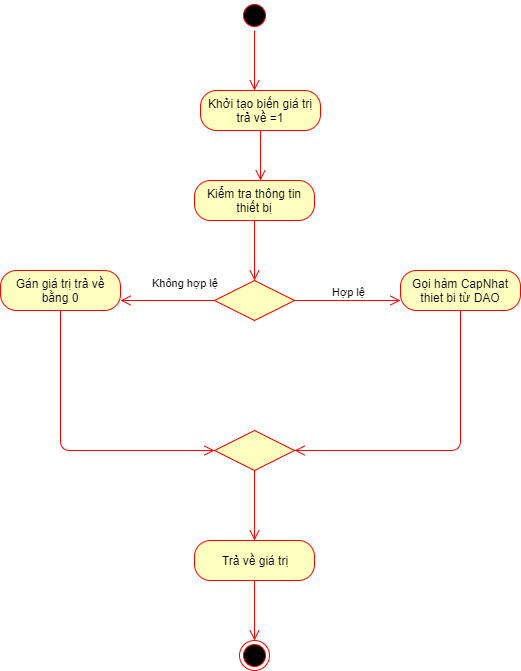 Khởi tạo biến giá trị
trả về =1
Kiểm tra thông tin
thiết bị
Không hợp lệ
Hợp lệ
Gán giá trị trả về
bằng 0
Gọi hàm CapNhat
thiet bi từ DAO
Trả về giá trị